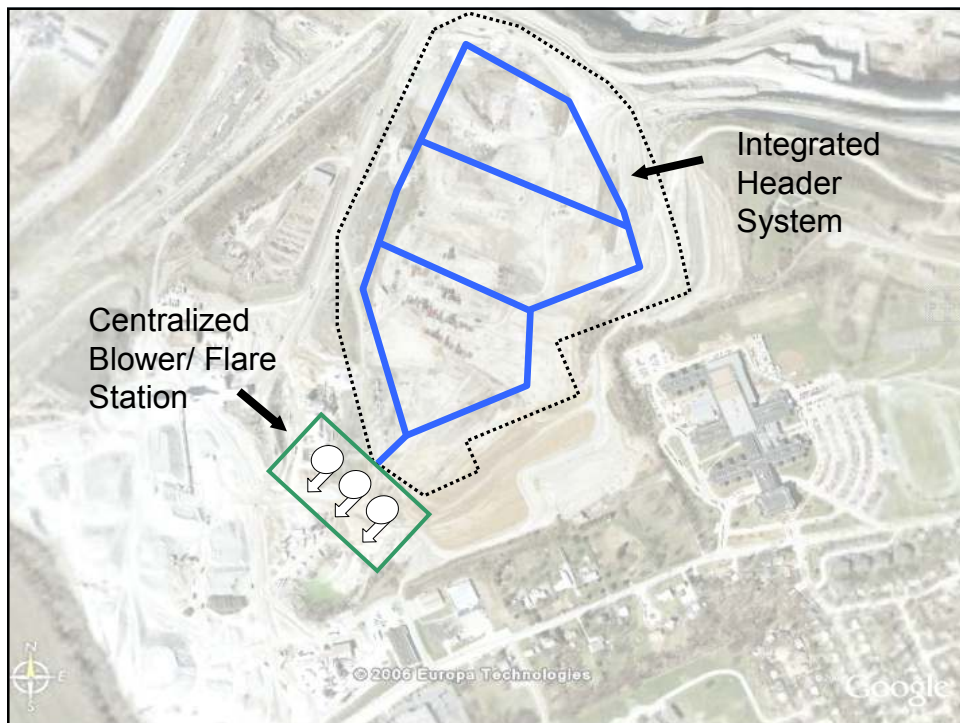 Integrated
Header
System
Centralized
Blower/ Flare
Station
N
E
© 2006 Europa Technologies
Google